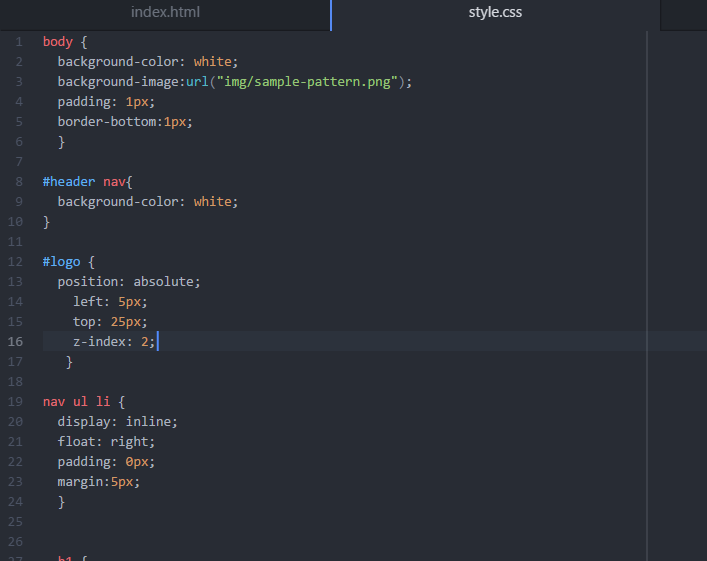 index.html style.css
1 body {
2 background-color: white;
3 background-image:url("img/sample-pattern.png");
4 padding: 1px;
5 border-bottom:1px;
6 }
7
8 #header nav{
9 background-color: white;
10 }
11
12 #logo {
13 position: absolute;
14 left: 5px;
15 top: 25px;
16 z-index: 2;
17 }
18
19 nav ul li {
20 display: inline;
21 float: right;
22 padding: 0px;
23 margin:5px;
24 }
25
26
27 h1 {